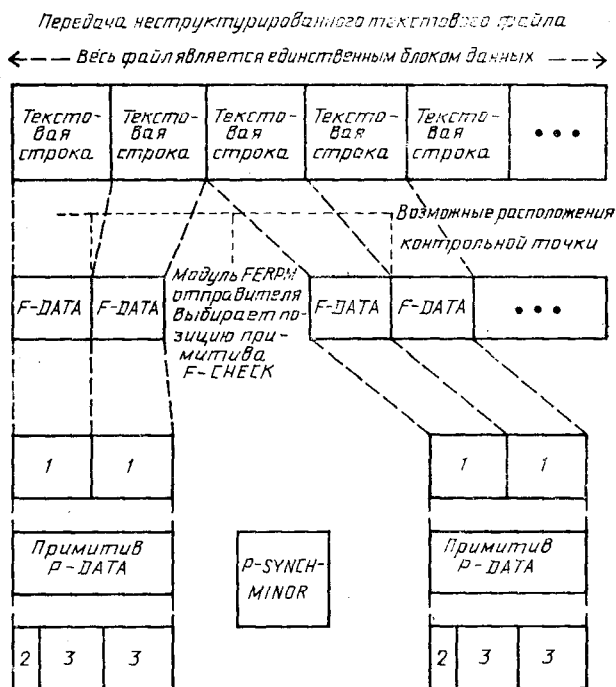 Передача неструктурированного текстового файла
Весь файл является единственным блоком данных
Тексто- Тексто- Тексто- Тексто- Тексто-
вая вая вая вая вая
строка строка строка строка строка
• • •
Возможные расположения
контрольной точки
Модуль FERPM
отправителя
выбирает по-
зицию при-
митива
F-CHECK
F-DATA F-DATA F-DATA F-DATA • • •
1 1 1 1
Примитив
P-DATA
P-SYNCH-
MINOR
Примитив
P-DATA
2 3 3 2 3 3